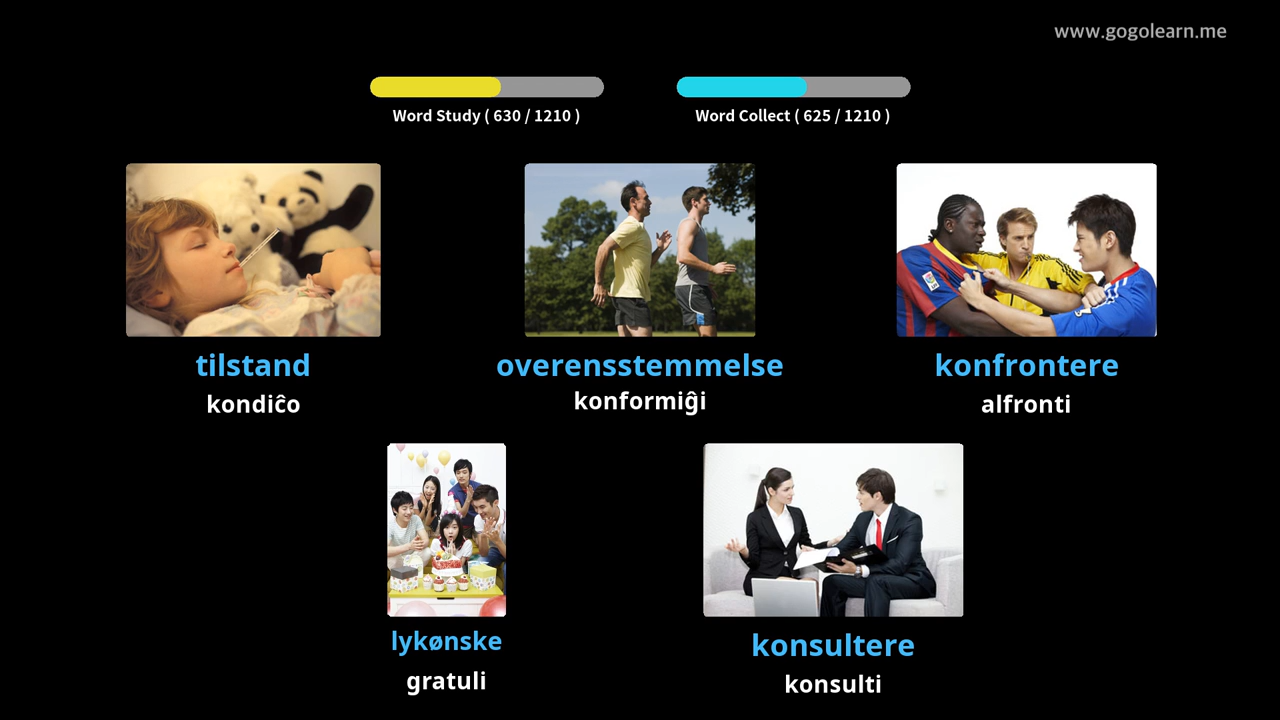 www.gogolearn.me
Word Study ( 630 / 1210 )
Word Collect ( 625 / 1210 )
tilstand
kondiĉo
overensstemmelse
konformiĝi
konfrontere
alfronti
lykønske
gratuli
konsultere
konsulti